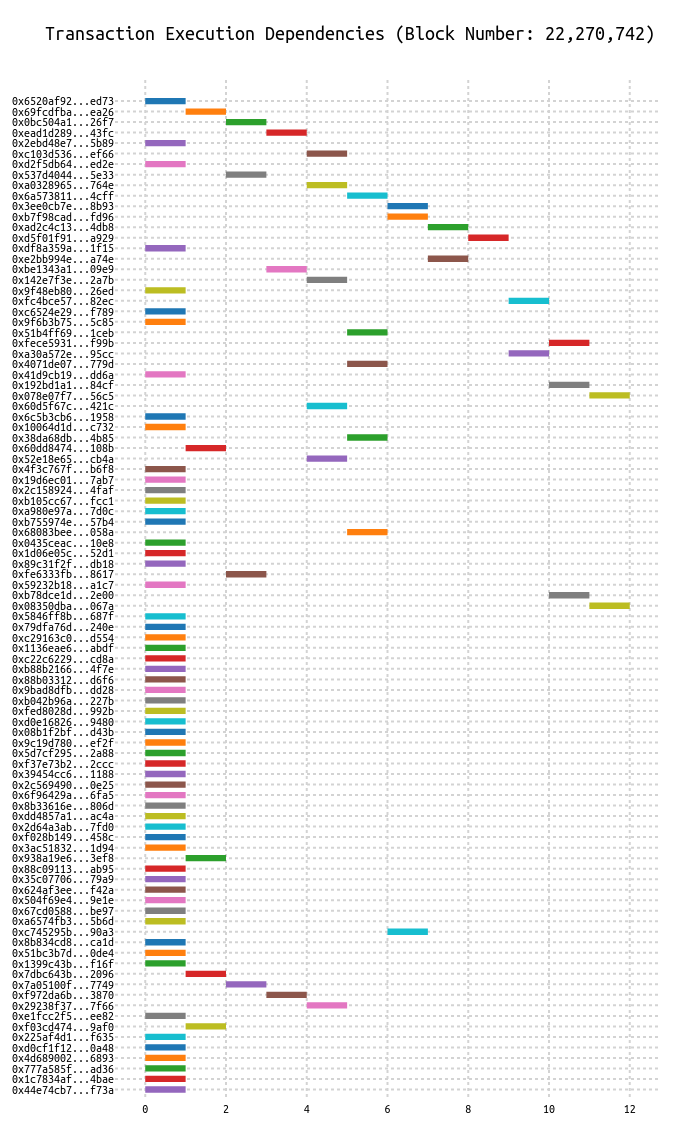 Transaction Execution Dependencies (Block Number: 22,270,742)
0x6520af92...ed73
0x69fcdfba...ea26
0x0bc504a1...26f7
0xead1d289...43fc
0x2ebd48e7...5b89
0xc103d536...ef66
0xd2f5db64...ed2e
0x537d4044...5e33
0xa0328965...764e
0x6a573811...4cff
0x3ee0cb7e...8b93
0xb7f98cad...fd96
0xad2c4c13...4db8
0xd5f01f91...a929
0xdf8a359a...1f15
0xe2bb994e...a74e
0xbe1343a1...09e9
0x142e7f3e...2a7b
0x9f48eb80...26ed
0xfc4bce57...82ec
0xc6524e29...f789
0x9f6b3b75...5c85
0x51b4ff69...1ceb
0xfece5931...f99b
0xa30a572e...95cc
0x4071de07...779d
0x41d9cb19...dd6a
0x192bd1a1...84cf
0x078e07f7...56c5
0x60d5f67c...421c
0x6c5b3cb6...1958
0x10064d1d...c732
0x38da68db...4b85
0x60dd8474...108b
0x52e18e65...cb4a
0x4f3c767f...b6f8
0x19d6ec01...7ab7
0x2c158924...4faf
0xb105cc67...fcc1
0xa980e97a...7d0c
0xb755974e...57b4
0x68083bee...058a
0x0435ceac...10e8
0x1d06e05c...52d1
0x89c31f2f...db18
0xfe6333fb...8617
0x59232b18...a1c7
0xb78dce1d...2e00
0x08350dba...067a
0x5846ff8b...687f
0x79dfa76d...240e
0xc29163c0...d554
0x1136eae6...abdf
0xc22c6229...cd8a
0xb88b2166...4f7e
0x88b03312...d6f6
0x9bad8dfb...dd28
0xb042b96a...227b
0xfed8028d...992b
0xd0e16826...9480
0x08b1f2bf...d43b
0x9c19d780...ef2f
0x5d7cf295...2a88
0xf37e73b2...2ccc
0x39454cc6...1188
0x2c569490...0e25
0x6f96429a...6fa5
0x8b33616e...806d
0xdd4857a1...ac4a
0x2d64a3ab...7fd0
0xf028b149...458c
0x3ac51832...1d94
0x938a19e6...3ef8
0x88c09113...ab95
0x35c07706...79a9
0x624af3ee...f42a
0x504f69e4...9e1e
0x67cd0588...be97
0xa6574fb3...5b6d
0xc745295b...90a3
0x8b834cd8...ca1d
0x51bc3b7d...0de4
0x1399c43b...f16f
0x7dbc643b...2096
0x7a05100f...7749
0xf972da6b...3870
0x29238f37...7f66
0xe1fcc2f5...ee82
0xf03cd474...9af0
0x225af4d1...f635
0xd0cf1f12...0a48
0x4d689002...6893
0x777a585f...ad36
0x1c7834af...4bae
0x44e74cb7...f73a
0 2 4 6 8 10 12